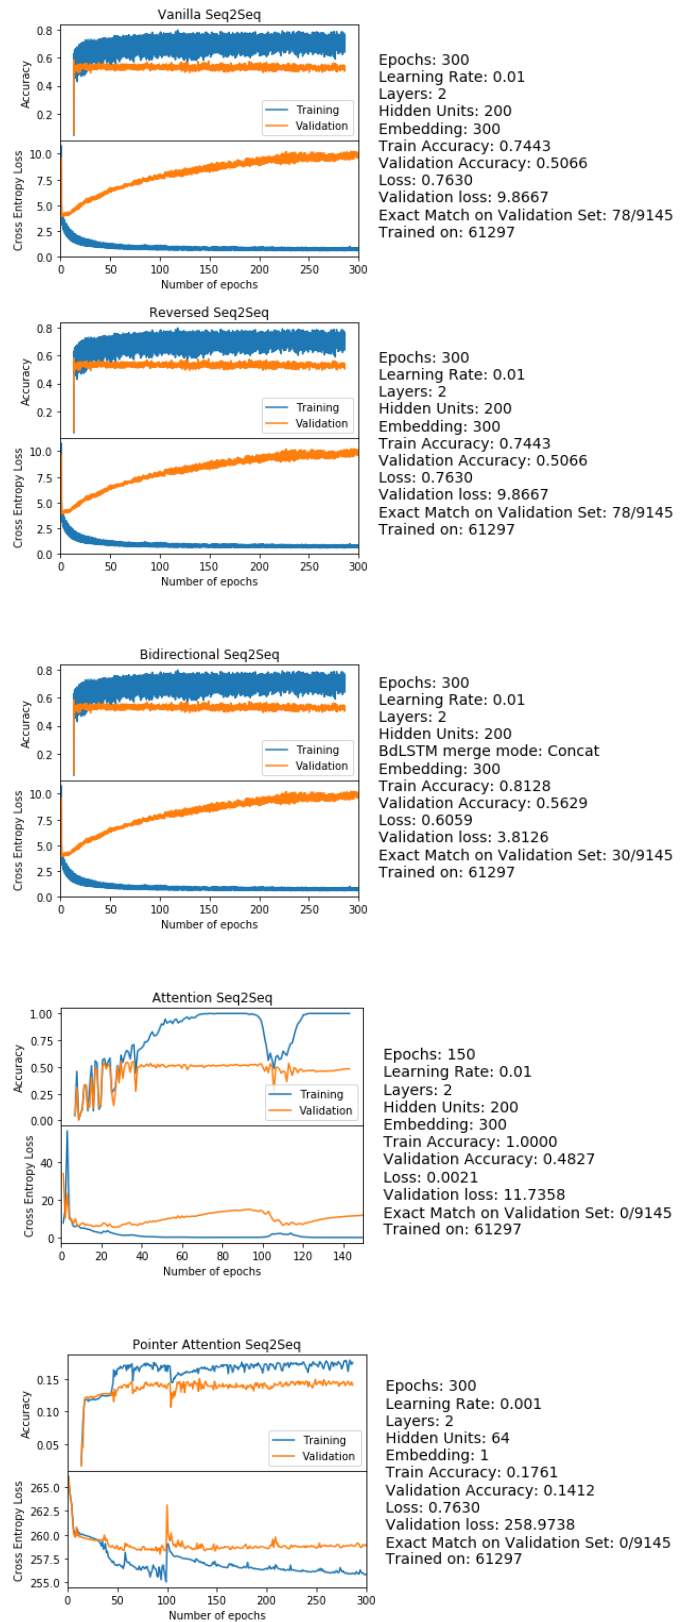 Vanilla Seq2Seq
0.8
0.6
0.4
0.2
Accuracy
Training
Validation
10.0
7.5
5.0
2.5
0.0
Cross Entropy Loss
0 50 100 150 200 250 300
Number of epochs
Epochs: 300
Learning Rate: 0.01
Layers: 2
Hidden Units: 200
Embedding: 300
Train Accuracy: 0.7443
Validation Accuracy: 0.5066
Loss: 0.7630
Validation loss: 9.8667
Exact Match on Validation Set: 78/9145
Trained on: 61297
Reversed Seq2Seq
0.8
0.6
0.4
0.2
Accuracy
Training
Validation
10.0
7.5
5.0
2.5
0.0
Cross Entropy Loss
0 50 100 150 200 250 300
Number of epochs
Epochs: 300
Learning Rate: 0.01
Layers: 2
Hidden Units: 200
Embedding: 300
Train Accuracy: 0.7443
Validation Accuracy: 0.5066
Loss: 0.7630
Validation loss: 9.8667
Exact Match on Validation Set: 78/9145
Trained on: 61297
Bidirectional Seq2Seq
0.8
0.6
0.4
0.2
Accuracy
Training
Validation
10.0
7.5
5.0
2.5
0.0
Cross Entropy Loss
0 50 100 150 200 250 300
Number of epochs
Epochs: 300
Learning Rate: 0.01
Layers: 2
Hidden Units: 200
BdLSTM merge mode: Concat
Embedding: 300
Train Accuracy: 0.8128
Validation Accuracy: 0.5629
Loss: 0.6059
Validation loss: 3.8126
Exact Match on Validation Set: 30/9145
Trained on: 61297
Attention Seq2Seq
1.00
0.75
0.50
0.25
0.00
Accuracy
Training
Validation
40
20
0
Cross Entropy Loss
0 20 40 60 80 100 120 140
Number of epochs
Epochs: 150
Learning Rate: 0.01
Layers: 2
Hidden Units: 200
Embedding: 300
Train Accuracy: 1.0000
Validation Accuracy: 0.4827
Loss: 0.0021
Validation loss: 11.7358
Exact Match on Validation Set: 0/9145
Trained on: 61297
Pointer Attention Seq2Seq
0.15
0.10
0.05
Accuracy
Training
Validation
265.0
262.5
260.0
257.5
255.0
Cross Entropy Loss
0 50 100 150 200 250 300
Number of epochs
Epochs: 300
Learning Rate: 0.001
Layers: 2
Hidden Units: 64
Embedding: 1
Train Accuracy: 0.1761
Validation Accuracy: 0.1412
Loss: 0.7630
Validation loss: 258.9738
Exact Match on Validation Set: 0/9145
Trained on: 61297